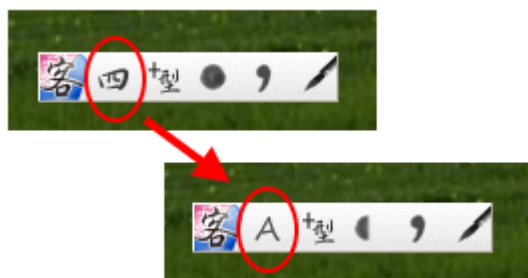 客 四 +型 ● ，
客 A +型 ◖ ，